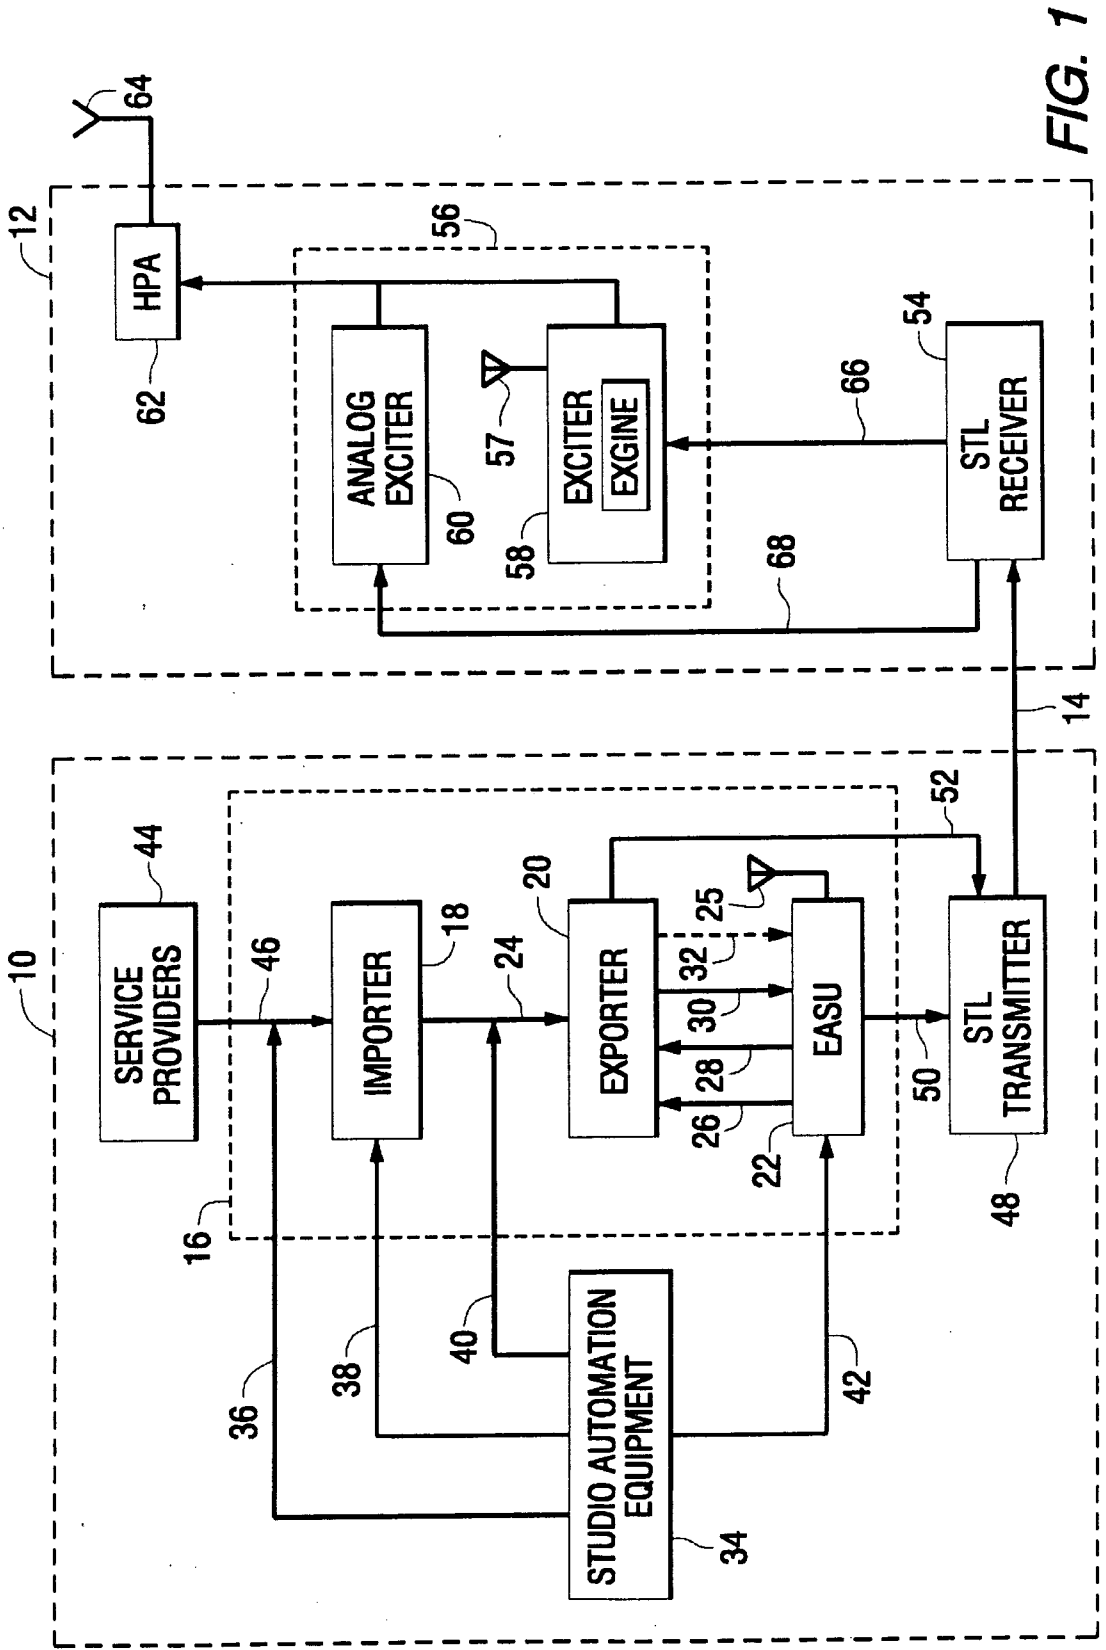 10
SERVICE
PROVIDERS
44
46
16
36
IMPORTER
18
38
24
40
EXPORTER
20
STUDIO AUTOMATION
EQUIPMENT
34
26
28
30
32
25
52
22
EASU
42
50
STL
TRANSMITTER
48
14
12
HPA
62
64
56
ANALOG
EXCITER
60
57
EXCITER
EXGINE
58
66
68
54
STL
RECEIVER
FIG. 1